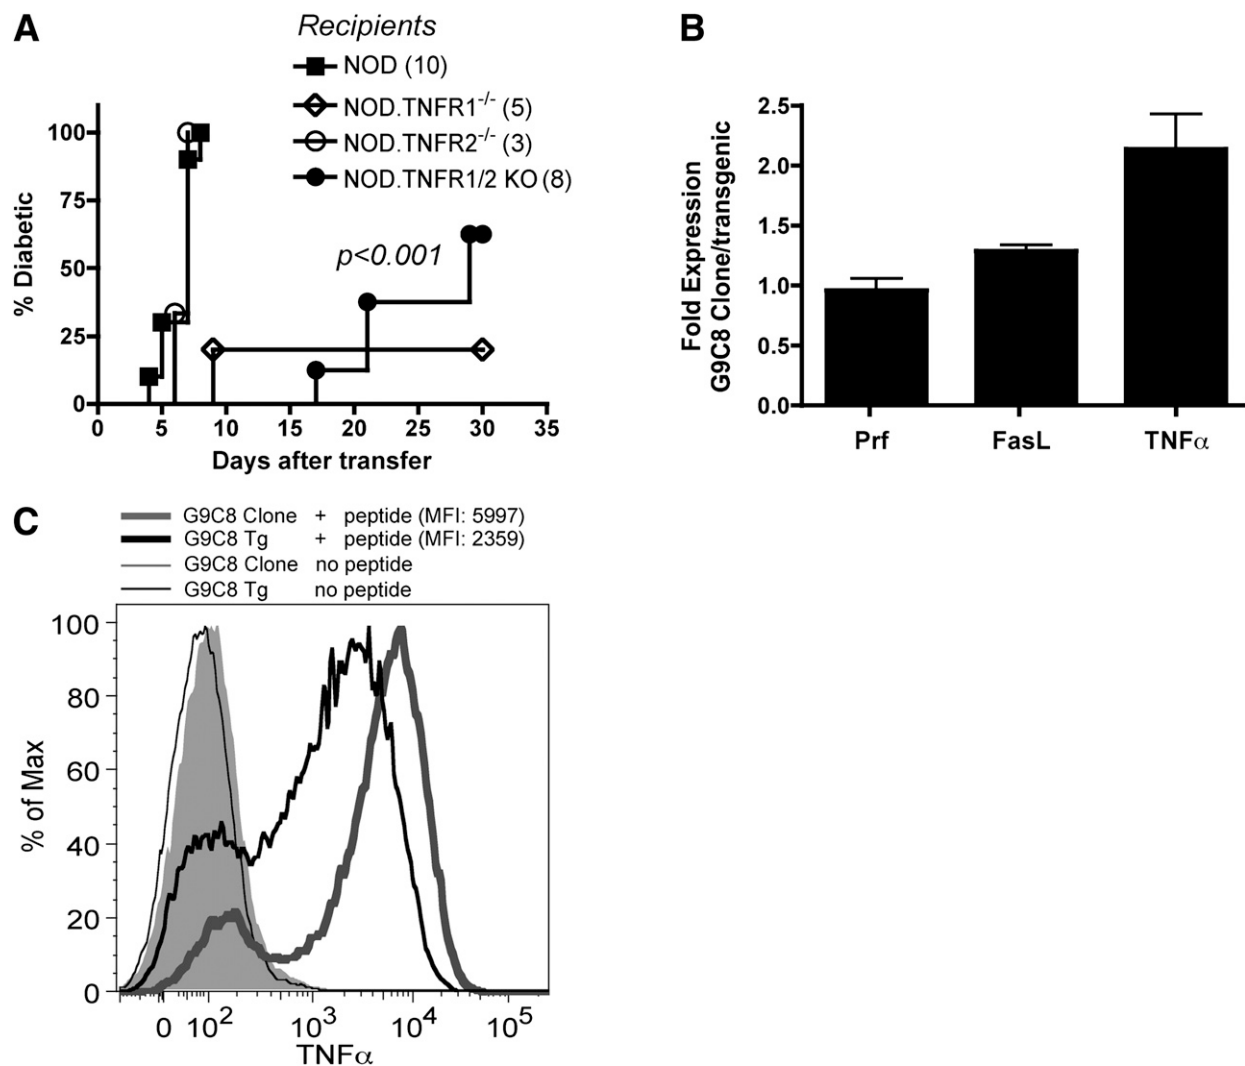 A
Recipients
NOD (10)
NOD.TNFR1-/- (5)
NOD.TNFR2-/- (3)
NOD.TNFR1/2 KO (8)
% Diabetic
100
75
50
25
0
p<0.001
0 5 10 15 20 25 30 35
Days after transfer
B
Fold Expression
G9C8 Clone/transgenic
2.5
2.0
1.5
1.0
0.5
0.0
Prf FasL TNFα
C
G9C8 Clone + peptide (MFI: 5997)
G9C8 Tg + peptide (MFI: 2359)
G9C8 Clone no peptide
G9C8 Tg no peptide
% of Max
100
80
60
40
20
0
0 10² 10³ 10⁴ 10⁵
TNFα